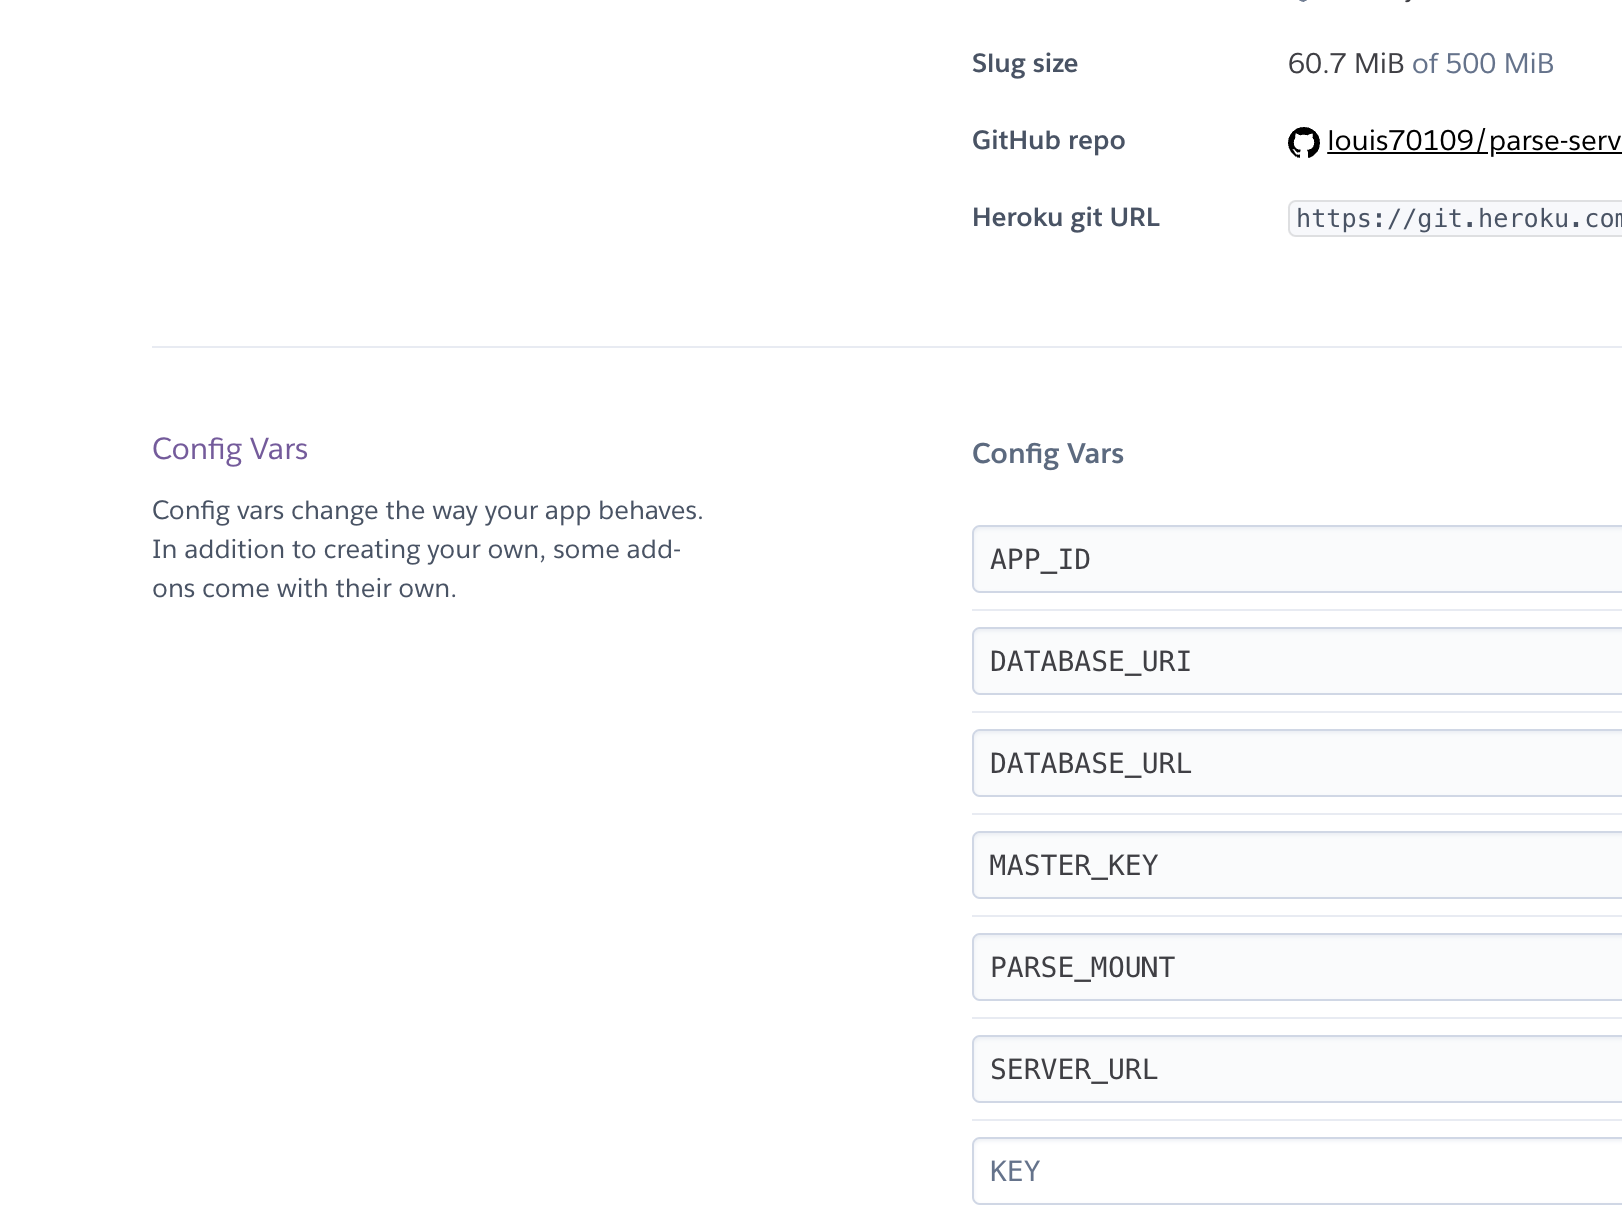 Slug size
60.7 MiB of 500 MiB
GitHub repo
louis70109/parse-serv
Heroku git URL
https://git.heroku.com
Config Vars
Config vars change the way your app behaves.
In addition to creating your own, some add-
ons come with their own.
Config Vars
APP_ID
DATABASE_URI
DATABASE_URL
MASTER_KEY
PARSE_MOUNT
SERVER_URL
KEY